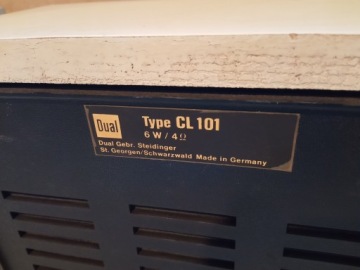 Dual
Type CL 101
6 W / 4 Ω
Dual Gebr. Steidinger
St. Georgen/Schwarzwald Made in Germany